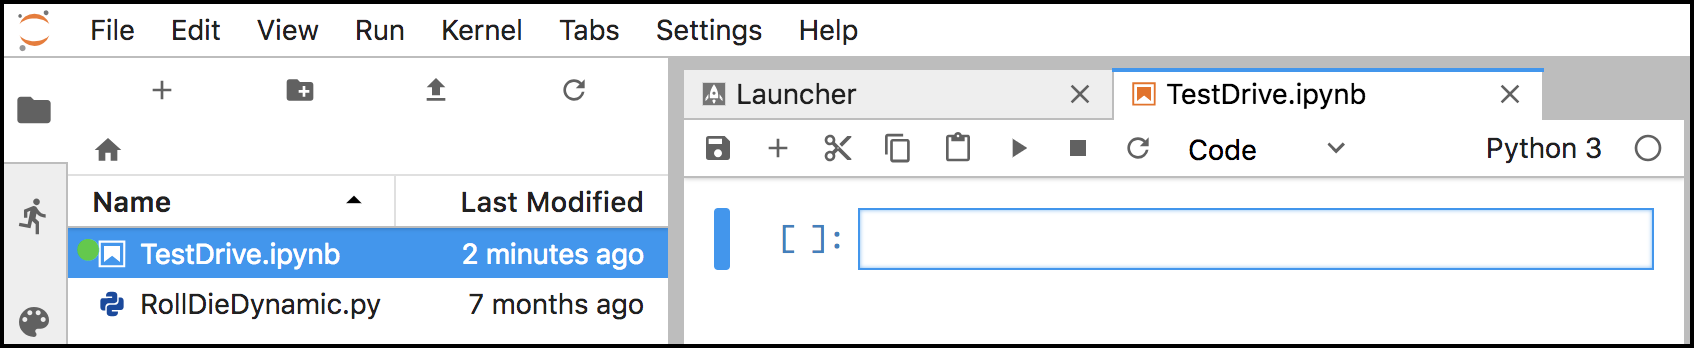 File Edit View Run Kernel Tabs Settings Help
Launcher TestDrive.ipynb
Code Python 3
Name Last Modified
TestDrive.ipynb 2 minutes ago
RollDieDynamic.py 7 months ago
[ ]: